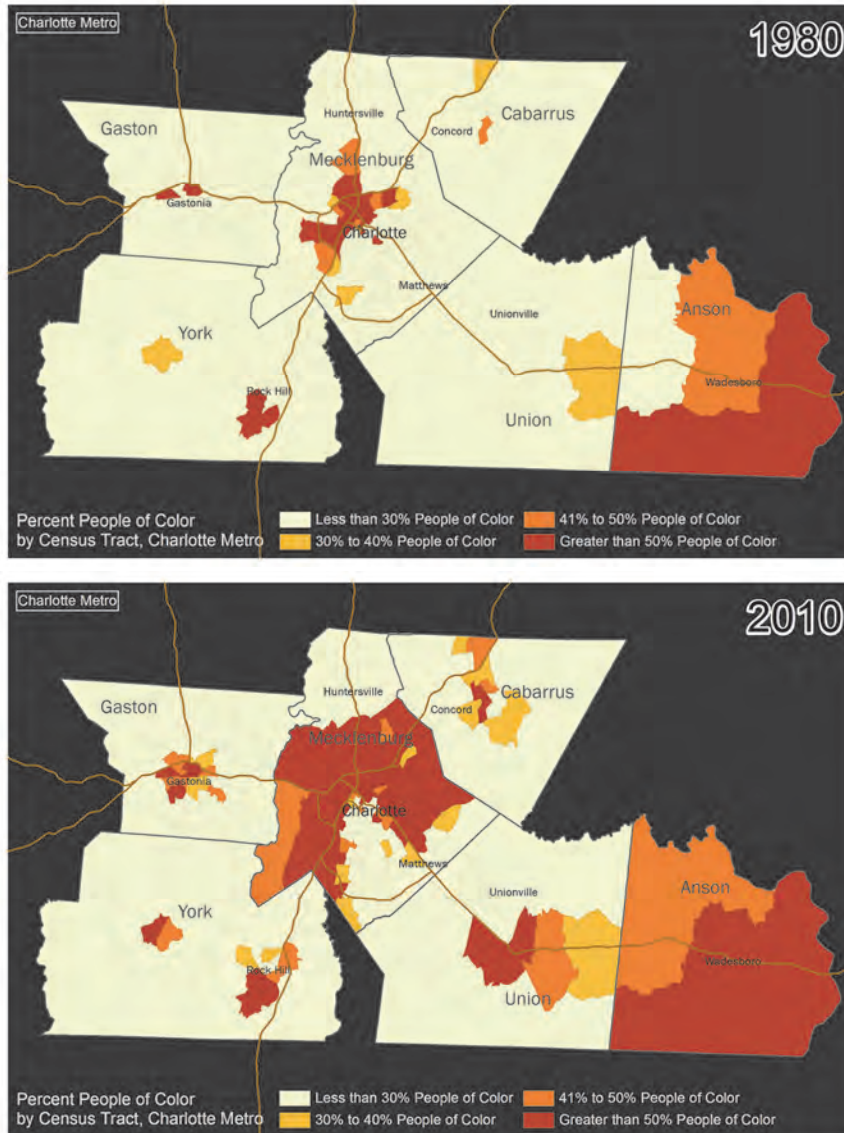 Charlotte Metro
1980
Huntersville
Cabarrus
Gaston
Concord
Mecklenburg
Gastonia
Charlotte
Matthews
Anson
Unionville
York
Wadesboro
Rock Hill
Union
Percent People of Color
by Census Tract, Charlotte Metro
Less than 30% People of Color
41% to 50% People of Color
30% to 40% People of Color
Greater than 50% People of Color
Charlotte Metro
2010
Huntersville
Cabarrus
Gaston
Concord
Mecklenburg
Gastonia
Charlotte
Matthews
Anson
Unionville
York
Wadesboro
Rock Hill
Union
Percent People of Color
by Census Tract, Charlotte Metro
Less than 30% People of Color
41% to 50% People of Color
30% to 40% People of Color
Greater than 50% People of Color